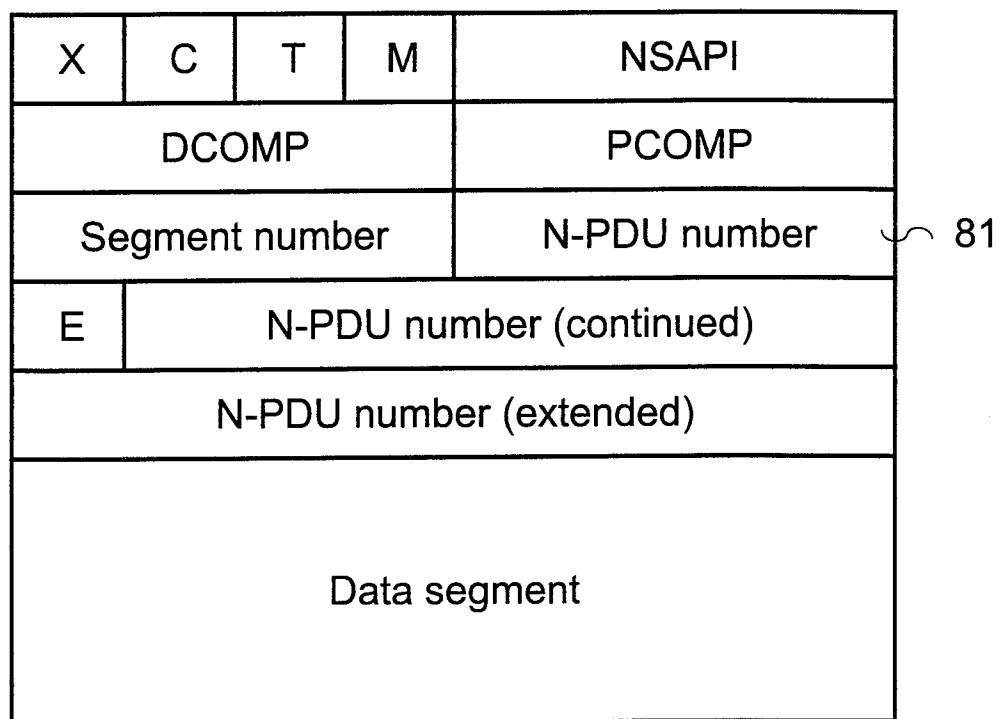 X C T M NSAPI
DCOMP PCOMP
Segment number N-PDU number 81
E N-PDU number (continued)
N-PDU number (extended)
Data segment